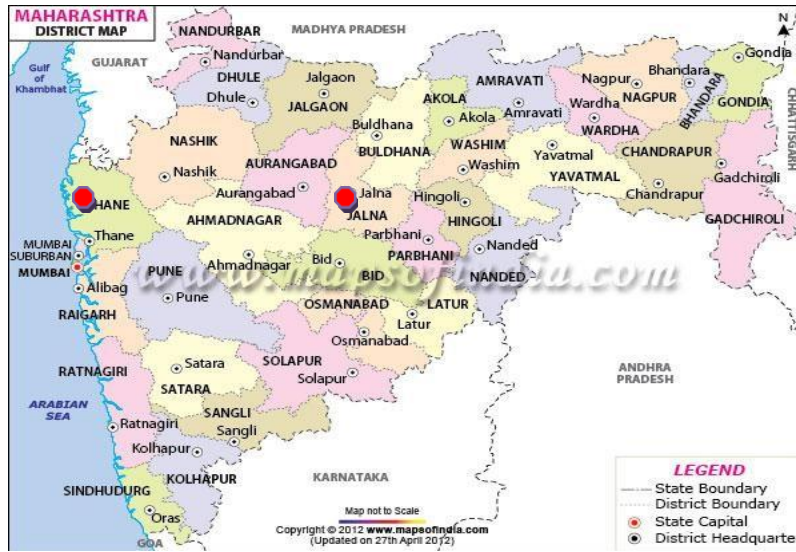 MAHARASHTRA
DISTRICT MAP
NANDURBAR
MADHYA PRADESH
N
Nandurbar
GUJARAT
Gulf
of
Khambhat
DHULE
Dhule
Jalgaon
JALGAON
AMRAVATI
Amravati
AKOLA
Akola
Nagpur
NAGPUR
Bhandara
BHANDARA
Gondia
GONDIA
CHHATTISGARH
Wardha
WARDHA
Buldhana
BULDHANA
NASHIK
Nashik
AURANGABAD
Aurangabad
WASHIM
Washim
Yavatmal
YAVATMAL
CHANDRAPUR
Chandrapur
Gadchiroli
GADCHIROLI
Jalna
JALNA
Hingoli
HINGOLI
HANE
Thane
AHMADNAGAR
Ahmadnagar
Parbhani
PARBHANI
Nanded
NANDED
MUMBAI
SUBURBAN
MUMBAI
PUNE
Pune
Bid
BID
www.mapsofindia.com
Alibag
RAIGARH
OSMANABAD
Osmanabad
LATUR
Latur
RATNAGIRI
Satara
SATARA
SOLAPUR
Solapur
ANDHRA
PRADESH
ARABIAN
SEA
SANGLI
Sangli
Ratnagiri
Kolhapur
KOLHAPUR
KARNATAKA
SINDHUDURG
Oras
GOA
Map not to Scale
Copyright © 2012 www.mapsofindia.com
(Updated on 27th April 2012)
LEGEND
State Boundary
District Boundary
State Capital
District Headquarte